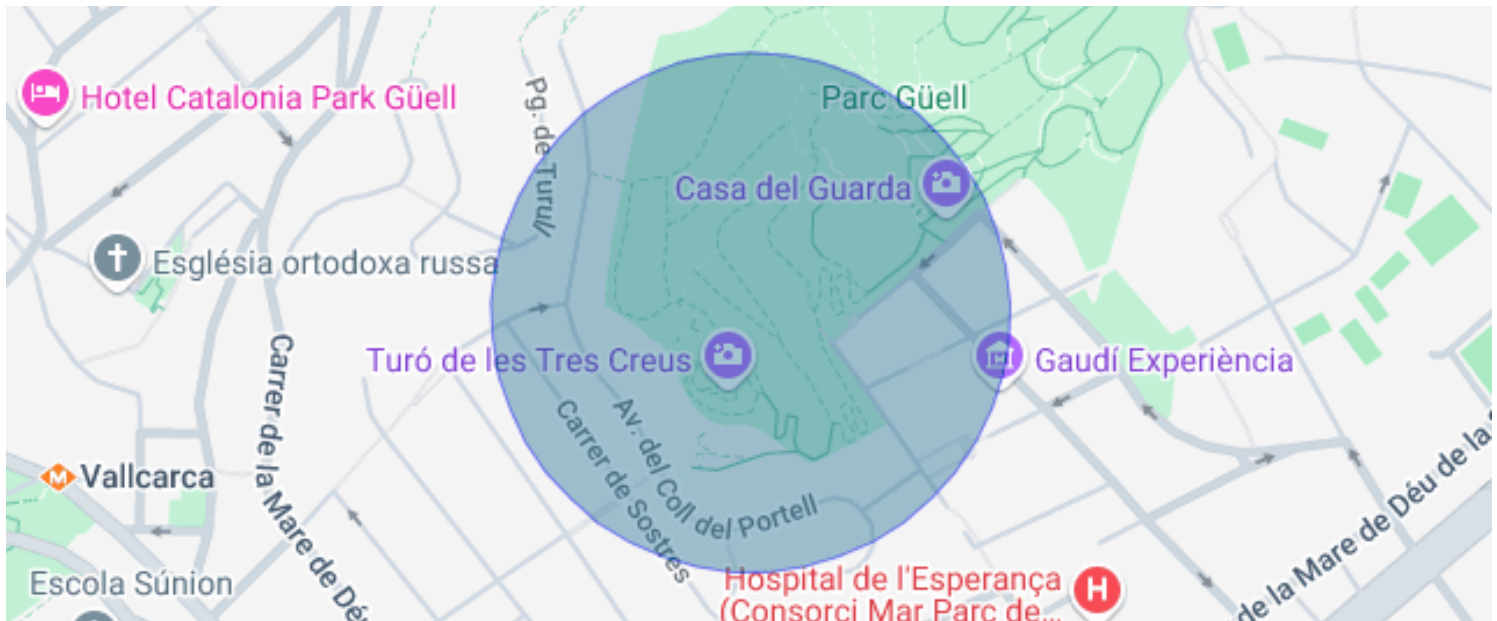 Hotel Catalonia Park Güell
Pg. de Turull
Parc Güell
Casa del Guarda
Església ortodoxa russa
Turó de les Tres Creus
Gaudí Experiència
Carrer de la Mare de Dé
Av. del Coll del Portell
Carrer de Sostres
M Vallcarca
Escola Súnion
Hospital de l'Esperança
(Consorci Mar Parc de...
H
de la Mare de Déu de la S